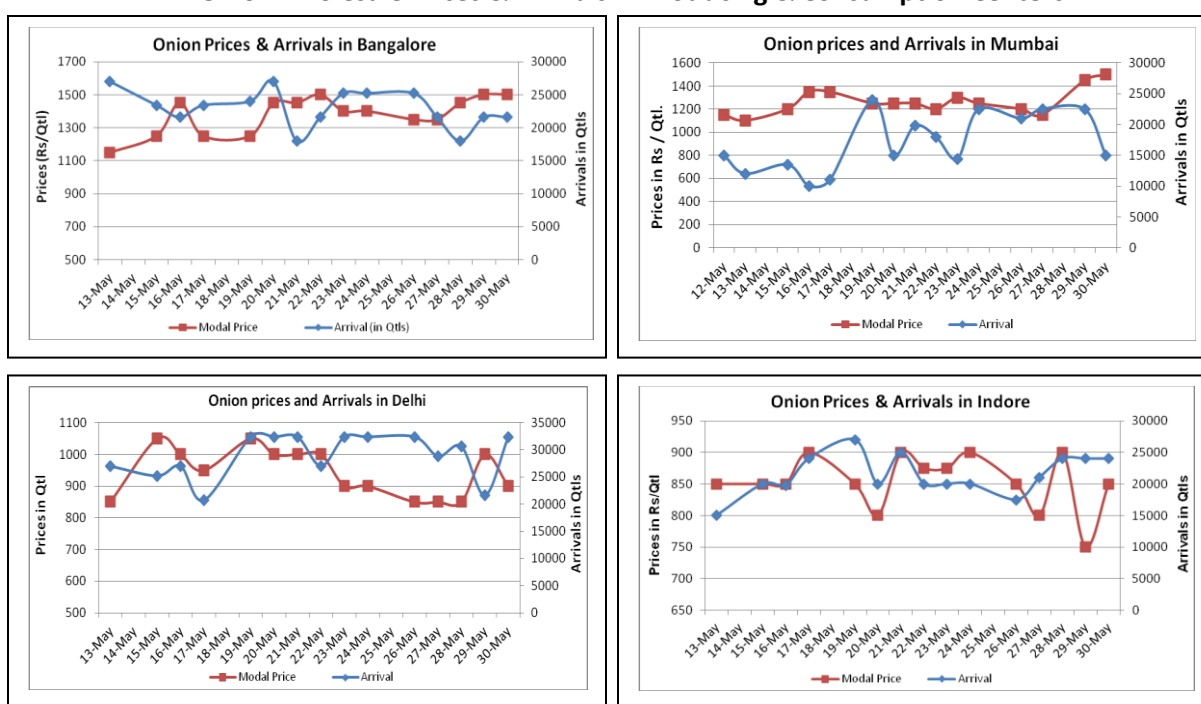 Onion Prices & Arrivals in Bangalore
Prices (Rs/Qtl)
1700
1500
1300
1100
900
700
500
30000
25000
20000
15000
10000
5000
0
Arrivals in Qtls
13-May
14-May
15-May
16-May
17-May
18-May
19-May
20-May
21-May
22-May
23-May
24-May
25-May
26-May
27-May
28-May
29-May
30-May
Modal Price
Arrival (in Qtls)
Onion prices and Arrivals in Mumbai
Prices in Rs / Qtl.
1600
1400
1200
1000
800
600
400
200
0
30000
25000
20000
15000
10000
5000
0
Arrivals in Qtls
12-May
13-May
14-May
15-May
16-May
17-May
18-May
19-May
20-May
21-May
22-May
23-May
24-May
25-May
26-May
27-May
28-May
29-May
30-May
Modal Price
Arrival
Onion prices and Arrivals in Delhi
Prices in Qtl
1100
1000
900
800
700
600
500
35000
30000
25000
20000
15000
10000
5000
0
Arrivals in Qtls
13-May
14-May
15-May
16-May
17-May
18-May
19-May
20-May
21-May
22-May
23-May
24-May
25-May
26-May
27-May
28-May
29-May
30-May
Modal Price
Arrival
Onion Prices & Arrivals in Indore
Prices in Rs/Qtl
950
900
850
800
750
700
650
30000
25000
20000
15000
10000
5000
0
Arrivals in Qtls
13-May
14-May
15-May
16-May
17-May
18-May
19-May
20-May
21-May
22-May
23-May
24-May
25-May
26-May
27-May
28-May
29-May
30-May
Modal Price
Arrival